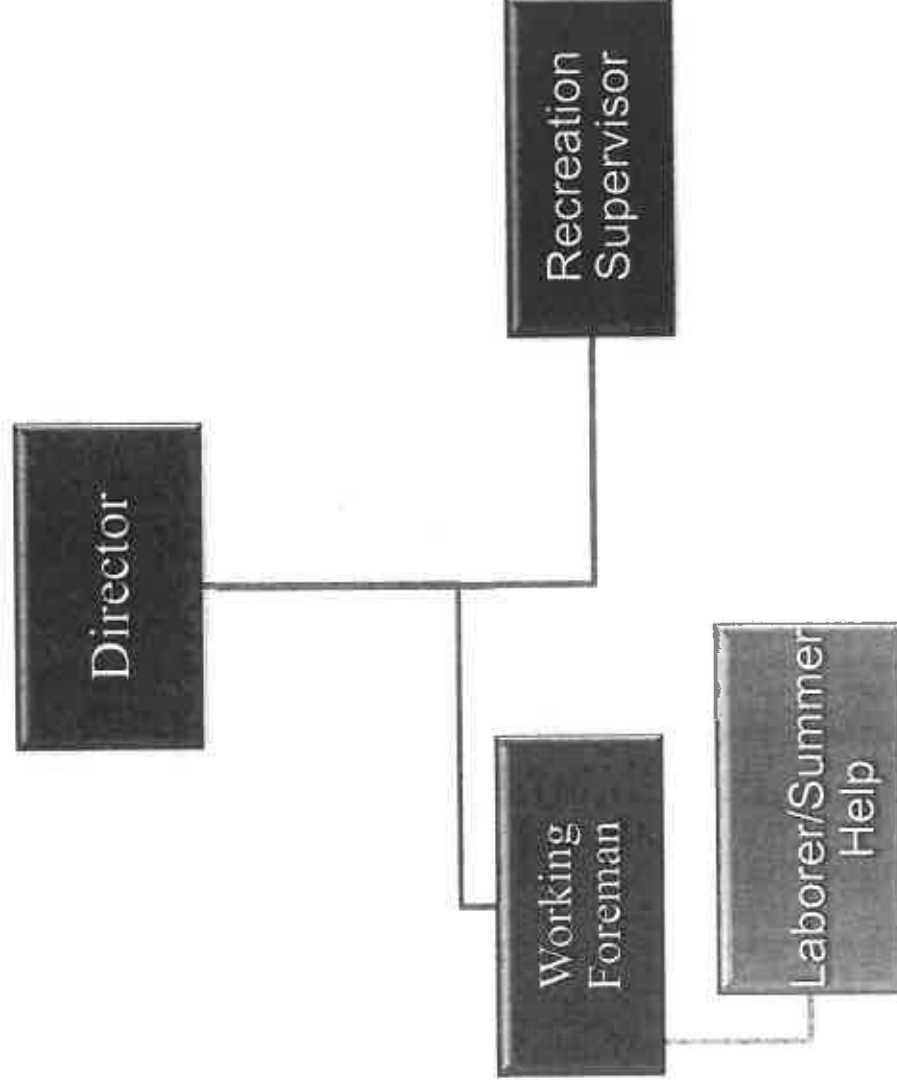 Director
Working
Foreman
Recreation
Supervisor
Laborer/Summer
Help